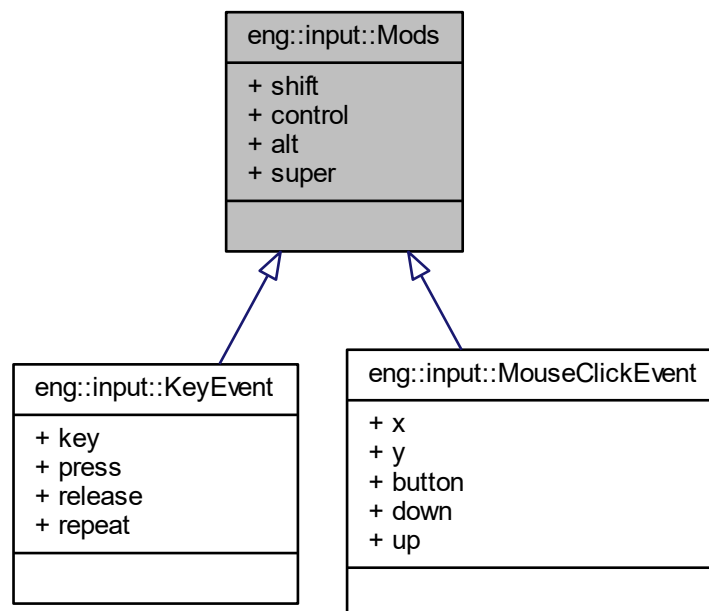 eng::input::Mods
+ shift
+ control
+ alt
+ super
eng::input::KeyEvent
+ key
+ press
+ release
+ repeat
eng::input::MouseClickEvent
+ x
+ y
+ button
+ down
+ up